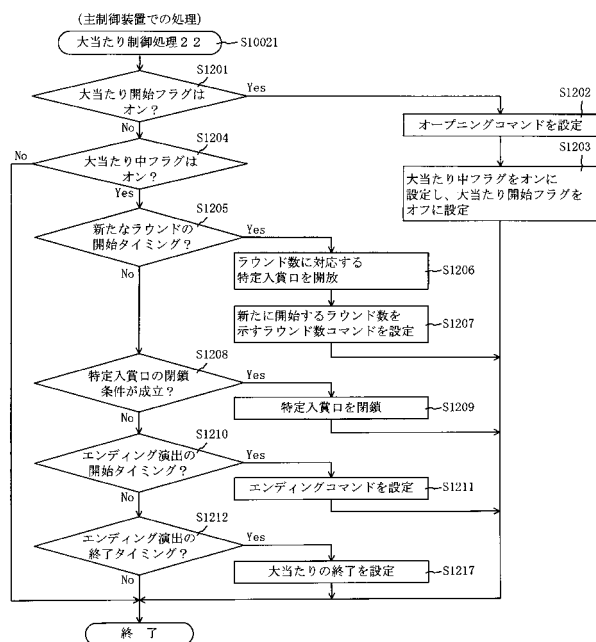 (主制御装置での処理)
大当たり制御処理22
S10021
S1201
大当たり開始フラグは
オン?
Yes
No
S1202
オープニングコマンドを設定
S1203
大当たり中フラグをオンに
設定し、大当たり開始フラグを
オフに設定
S1204
大当たり中フラグは
オン?
No
Yes
S1205
新たなラウンドの
開始タイミング?
Yes
No
ラウンド数に対応する
特定入賞口を開放
S1206
新たに開始するラウンド数を
示すラウンド数コマンドを設定
S1207
S1208
特定入賞口の閉鎖
条件が成立?
Yes
No
特定入賞口を閉鎖
S1209
S1210
エンディング演出の
開始タイミング?
Yes
No
エンディングコマンドを設定
S1211
S1212
エンディング演出の
終了タイミング?
Yes
No
大当たりの終了を設定
S1217
終 了